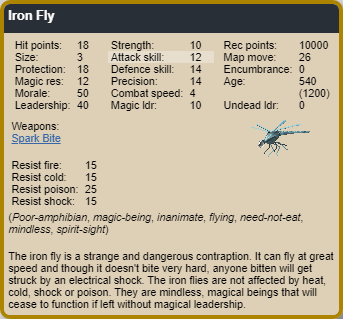 Iron Fly
Hit points: 18 Strength: 10 Rec points: 10000
Size: 3 Attack skill: 12 Map move: 26
Protection: 18 Defence skill: 14 Encumbrance: 0
Magic res: 12 Precision: 14 Age: 540
Morale: 50 Combat speed: 4 (1200)
Leadership: 40 Magic ldr: 10 Undead ldr: 0
Weapons:
Spark Bite
Resist fire: 15
Resist cold: 15
Resist poison: 25
Resist shock: 15
(Poor-amphibian, magic-being, inanimate, flying, need-not-eat,
mindless, spirit-sight)
The iron fly is a strange and dangerous contraption. It can fly at great
speed and though it doesn't bite very hard, anyone bitten will get
struck by an electrical shock. The iron flies are not affected by heat,
cold, shock or poison. They are mindless, magical beings that will
cease to function if left without magical leadership.